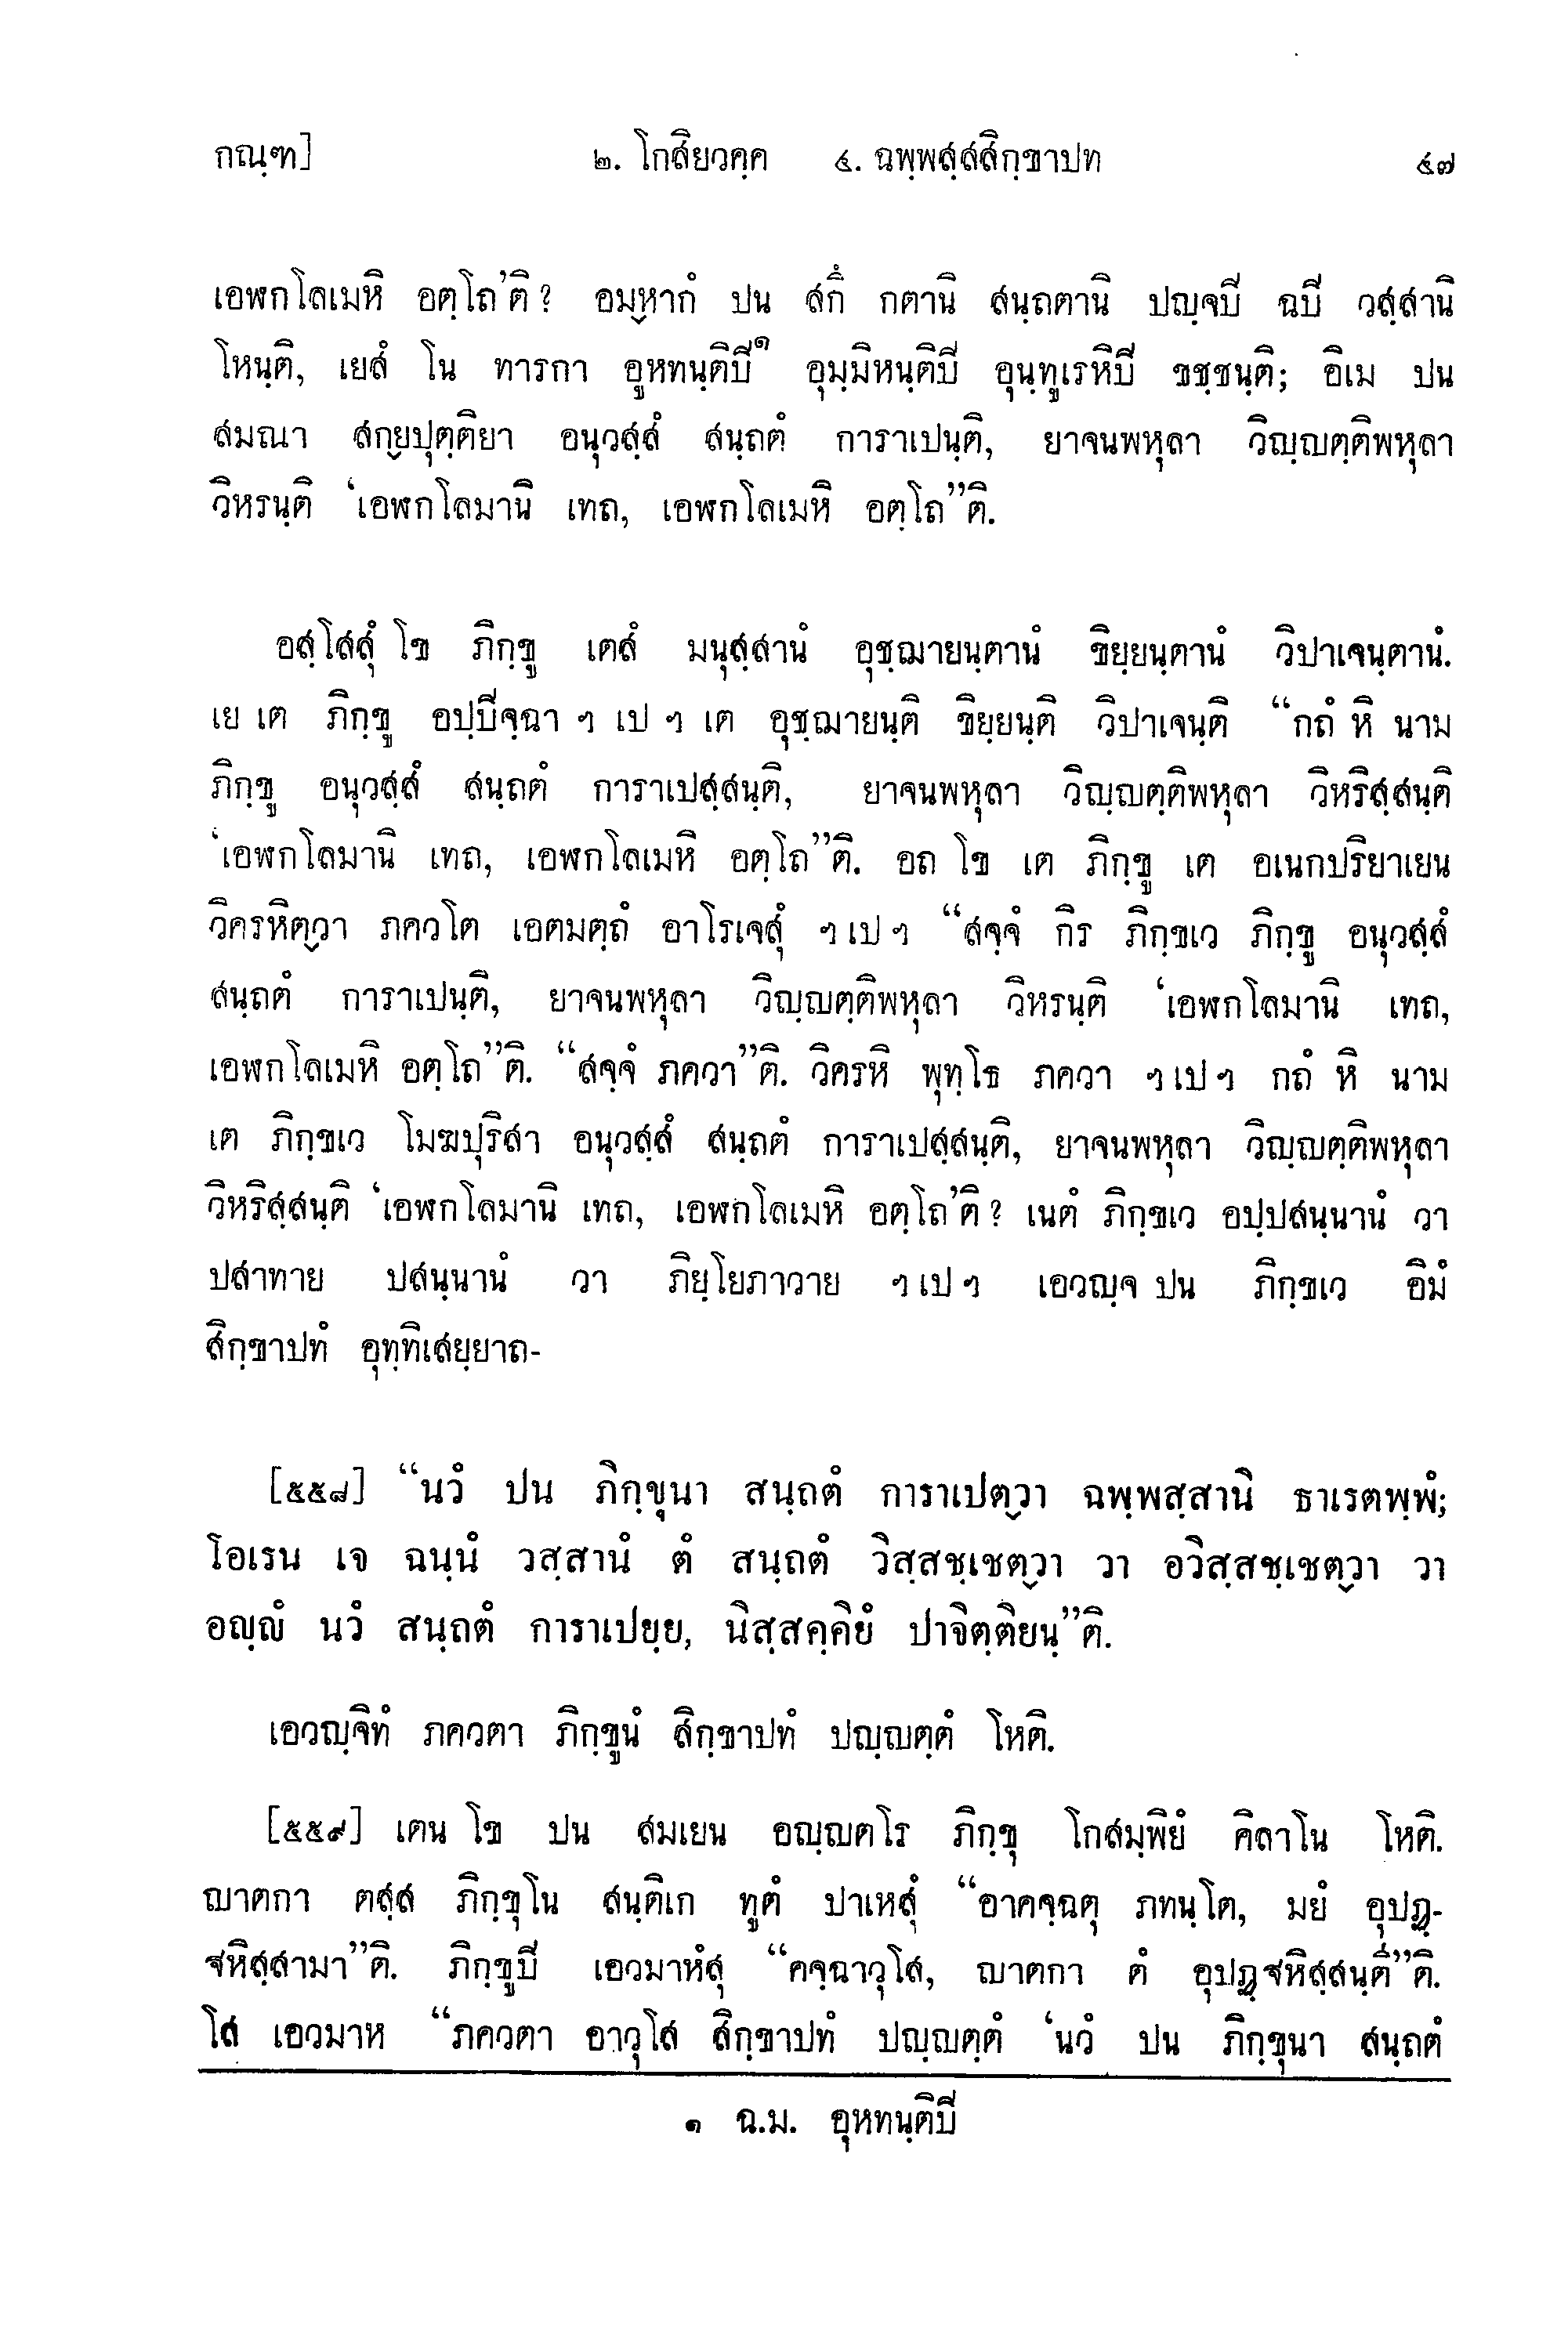 กณฺฑ] ๒. โกสิยวคฺค ๔. ฉพฺพสฺสสิกฺขาปท ๔๗
เอฬกโลเมหิ อตฺโถ’ติ? อมฺหากํ ปน สกึ กตานิ สนฺถตานิ ปญฺจปิ ฉปิ วสฺสานิ
โหนฺติ, เยสํ โน ทารกา อูหทนฺติปิ๑ อุมฺมิหนฺติปิ อุนฺทูเรหิปิ ขชฺชนฺติ; อิเม ปน
สมณา สกฺยปุตฺติยา อนุวสฺสํ สนฺถตํ การาเปนฺติ, ยาจนพหุลา วิญฺญตฺติพหุลา
วิหรนฺติ ‘เอฬกโลมานิ เทถ, เอฬกโลเมหิ อตฺโถ”ติ.
อสฺโสสุํ โข ภิกฺขู เตสํ มนุสฺสานํ อุชฺฌายนฺตานํ ขิยฺยนฺตานํ วิปาเจนฺตานํ.
เย เต ภิกฺขู อปฺปิจฺฉา ฯ เป ฯ เต อุชฺฌายนฺติ ขิยฺยนฺติ วิปาเจนฺติ “กถํ หิ นาม
ภิกฺขู อนุวสฺสํ สนฺถตํ การาเปสฺสนฺติ, ยาจนพหุลา วิญฺญตฺติพหุลา วิหริสฺสนฺติ
‘เอฬกโลมานิ เทถ, เอฬกโลเมหิ อตฺโถ”ติ. อถ โข เต ภิกฺขู เต อเนกปริยาเยน
วิครหิตฺวา ภควโต เอตมตฺถํ อาโรเจสุํ ฯ เป ฯ “สจฺจํ กิร ภิกฺขเว ภิกฺขู อนุวสฺสํ
สนฺถตํ การาเปนฺติ, ยาจนพหุลา วิญฺญตฺติพหุลา วิหรนฺติ ‘เอฬกโลมานิ เทถ,
เอฬกโลเมหิ อตฺโถ”ติ. “สจฺจํ ภควา”ติ. วิครหิ พุทฺโธ ภควา ฯ เป ฯ กถํ หิ นาม
เต ภิกฺขเว โมฆปุริสา อนุวสฺสํ สนฺถตํ การาเปสฺสนฺติ, ยาจนพหุลา วิญฺญตฺติพหุลา
วิหริสฺสนฺติ ‘เอฬกโลมานิ เทถ, เอฬกโลเมหิ อตฺโถ’ติ? เนตํ ภิกฺขเว อปฺปสนฺนานํ วา
ปสาทาย ปสนฺนานํ วา ภิยฺโยภาวาย ฯ เป ฯ เอวญฺจ ปน ภิกฺขเว อิมํ
สิกฺขาปทํ อุทฺทิเสยฺยาถ-
[๕๕๘] “นวํ ปน ภิกฺขุนา สนฺถตํ การาเปตฺวา ฉพฺพสฺสานิ ธาเรตพฺพํ;
โอเรน เจ ฉนฺนํ วสฺสานํ ตํ สนฺถตํ วิสฺสชฺเชตฺวา วา อวิสฺสชฺเชตฺวา วา
อญฺญํ นวํ สนฺถตํ การาเปยฺย, นิสฺสคฺคิยํ ปาจิตฺติยนฺ”ติ.
เอวญฺจิทํ ภควตา ภิกฺขูนํ สิกฺขาปทํ ปญฺญตฺตํ โหติ.
[๕๕๙] เตน โข ปน สมเยน อญฺญตโร ภิกฺขุ โกสมฺพิยํ คิลาโน โหติ.
ญาตกา ตสฺส ภิกฺขุโน สนฺติเก ทูตํ ปาเหสุํ “อาคจฺฉตุ ภทนฺโต, มยํ อุปฏฺ-
ฐหิสฺสามา”ติ. ภิกฺขูปิ เอวมาหํสุ “คจฺฉาวุโส, ญาตกา ตํ อุปฏฺฐหิสฺสนฺตี”ติ.
โส เอวมาห “ภควตา อาวุโส สิกฺขาปทํ ปญฺญตฺตํ ‘นวํ ปน ภิกฺขุนา สนฺถตํ
๑ ฉ.ม. อุหทนฺติปิ